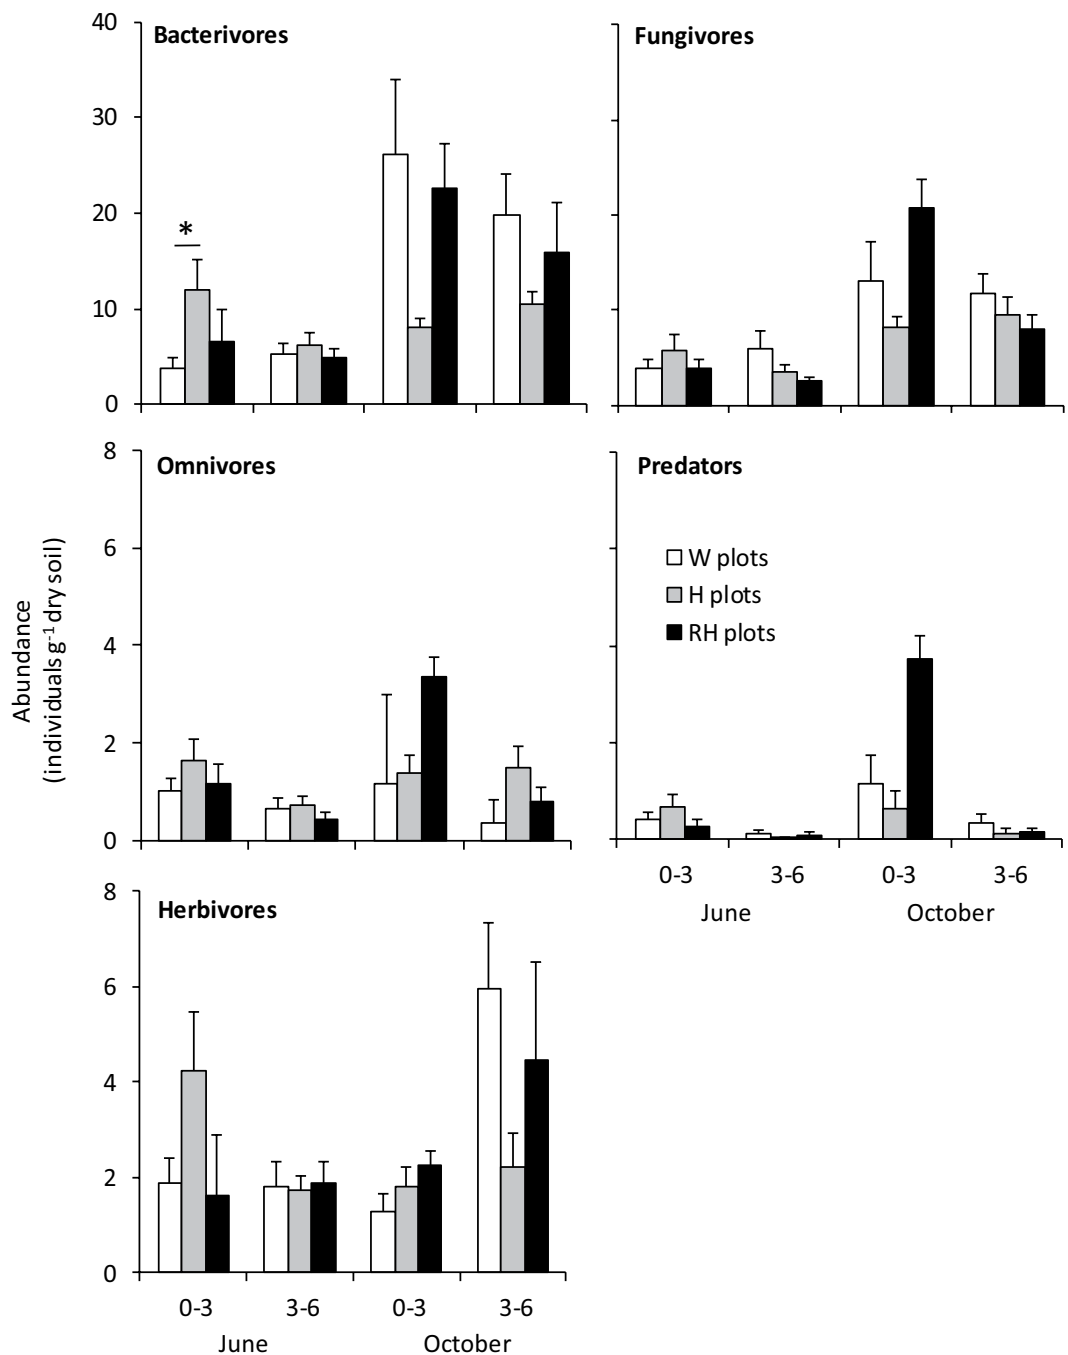 Bacterivores
40
30
20
10
0
*
Fungivores
Omnivores
8
6
4
2
0
Predators
W plots
H plots
RH plots
0-3 3-6 0-3 3-6
June October
Abundance
(individuals g⁻¹ dry soil)
Herbivores
8
6
4
2
0
0-3 3-6 0-3 3-6
June October